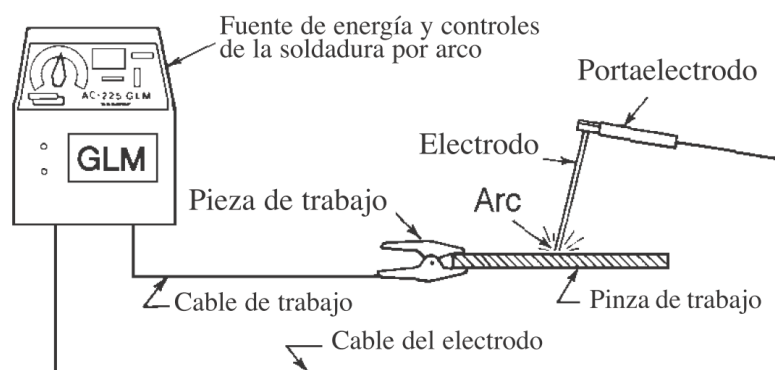 Fuente de energía y controles
de la soldadura por arco
AC-225 GLM
GLM
Portaelectrodo
Electrodo
Pieza de trabajo
Arc
Cable de trabajo
Pinza de trabajo
Cable del electrodo